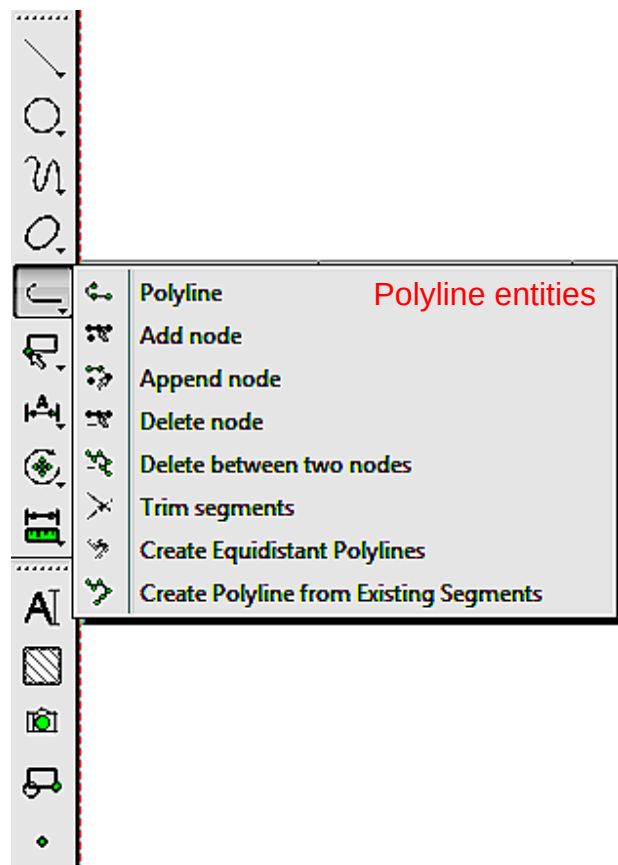 Polyline
Polyline entities
Add node
Append node
Delete node
Delete between two nodes
Trim segments
Create Equidistant Polylines
Create Polyline from Existing Segments
A
A